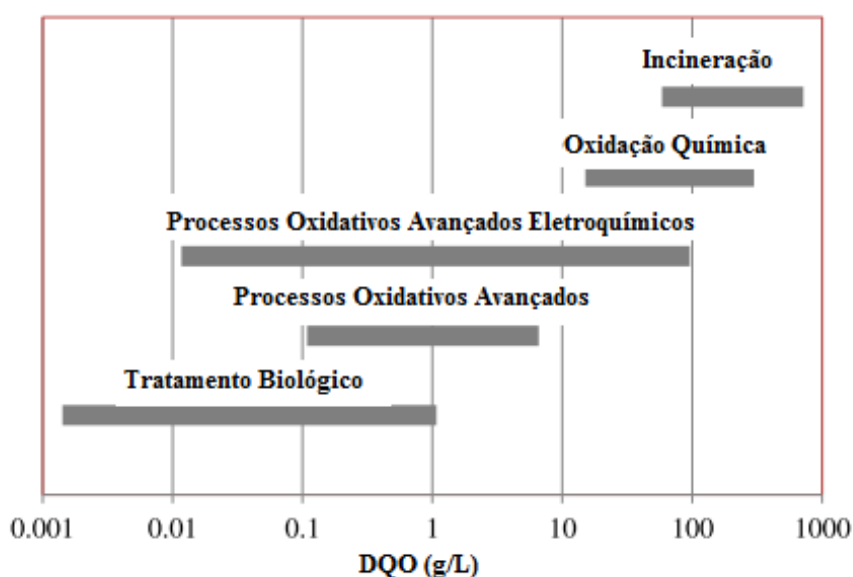 Incineração
Oxidação Química
Processos Oxidativos Avançados Eletroquímicos
Processos Oxidativos Avançados
Tratamento Biológico
0.001 0.01 0.1 1 10 100 1000
DQO (g/L)